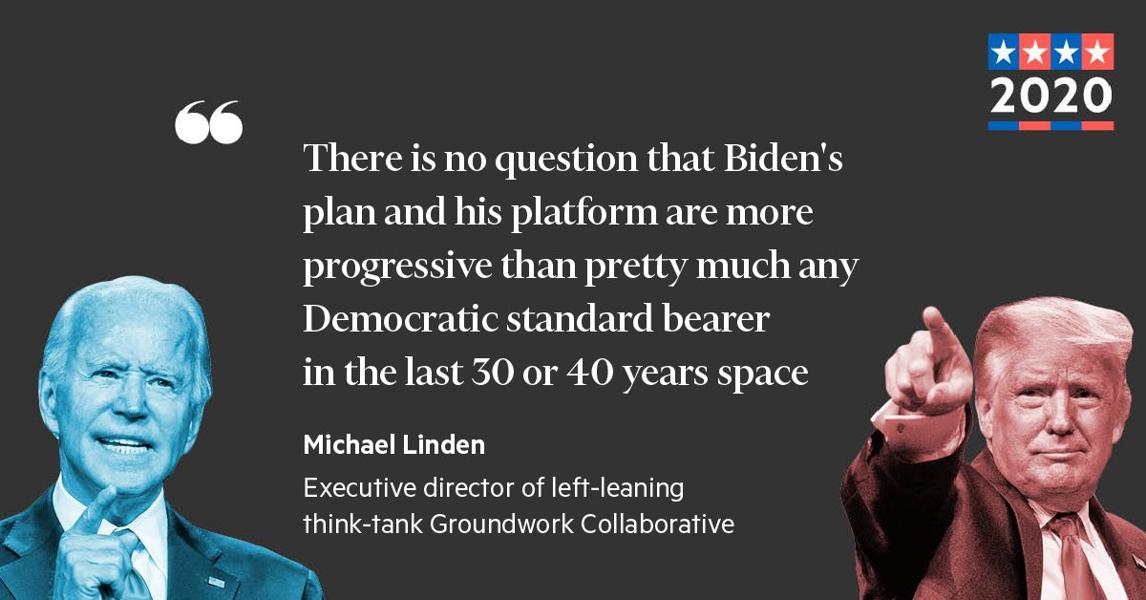 2020
“
There is no question that Biden's
plan and his platform are more
progressive than pretty much any
Democratic standard bearer
in the last 30 or 40 years space
Michael Linden
Executive director of left-leaning
think-tank Groundwork Collaborative